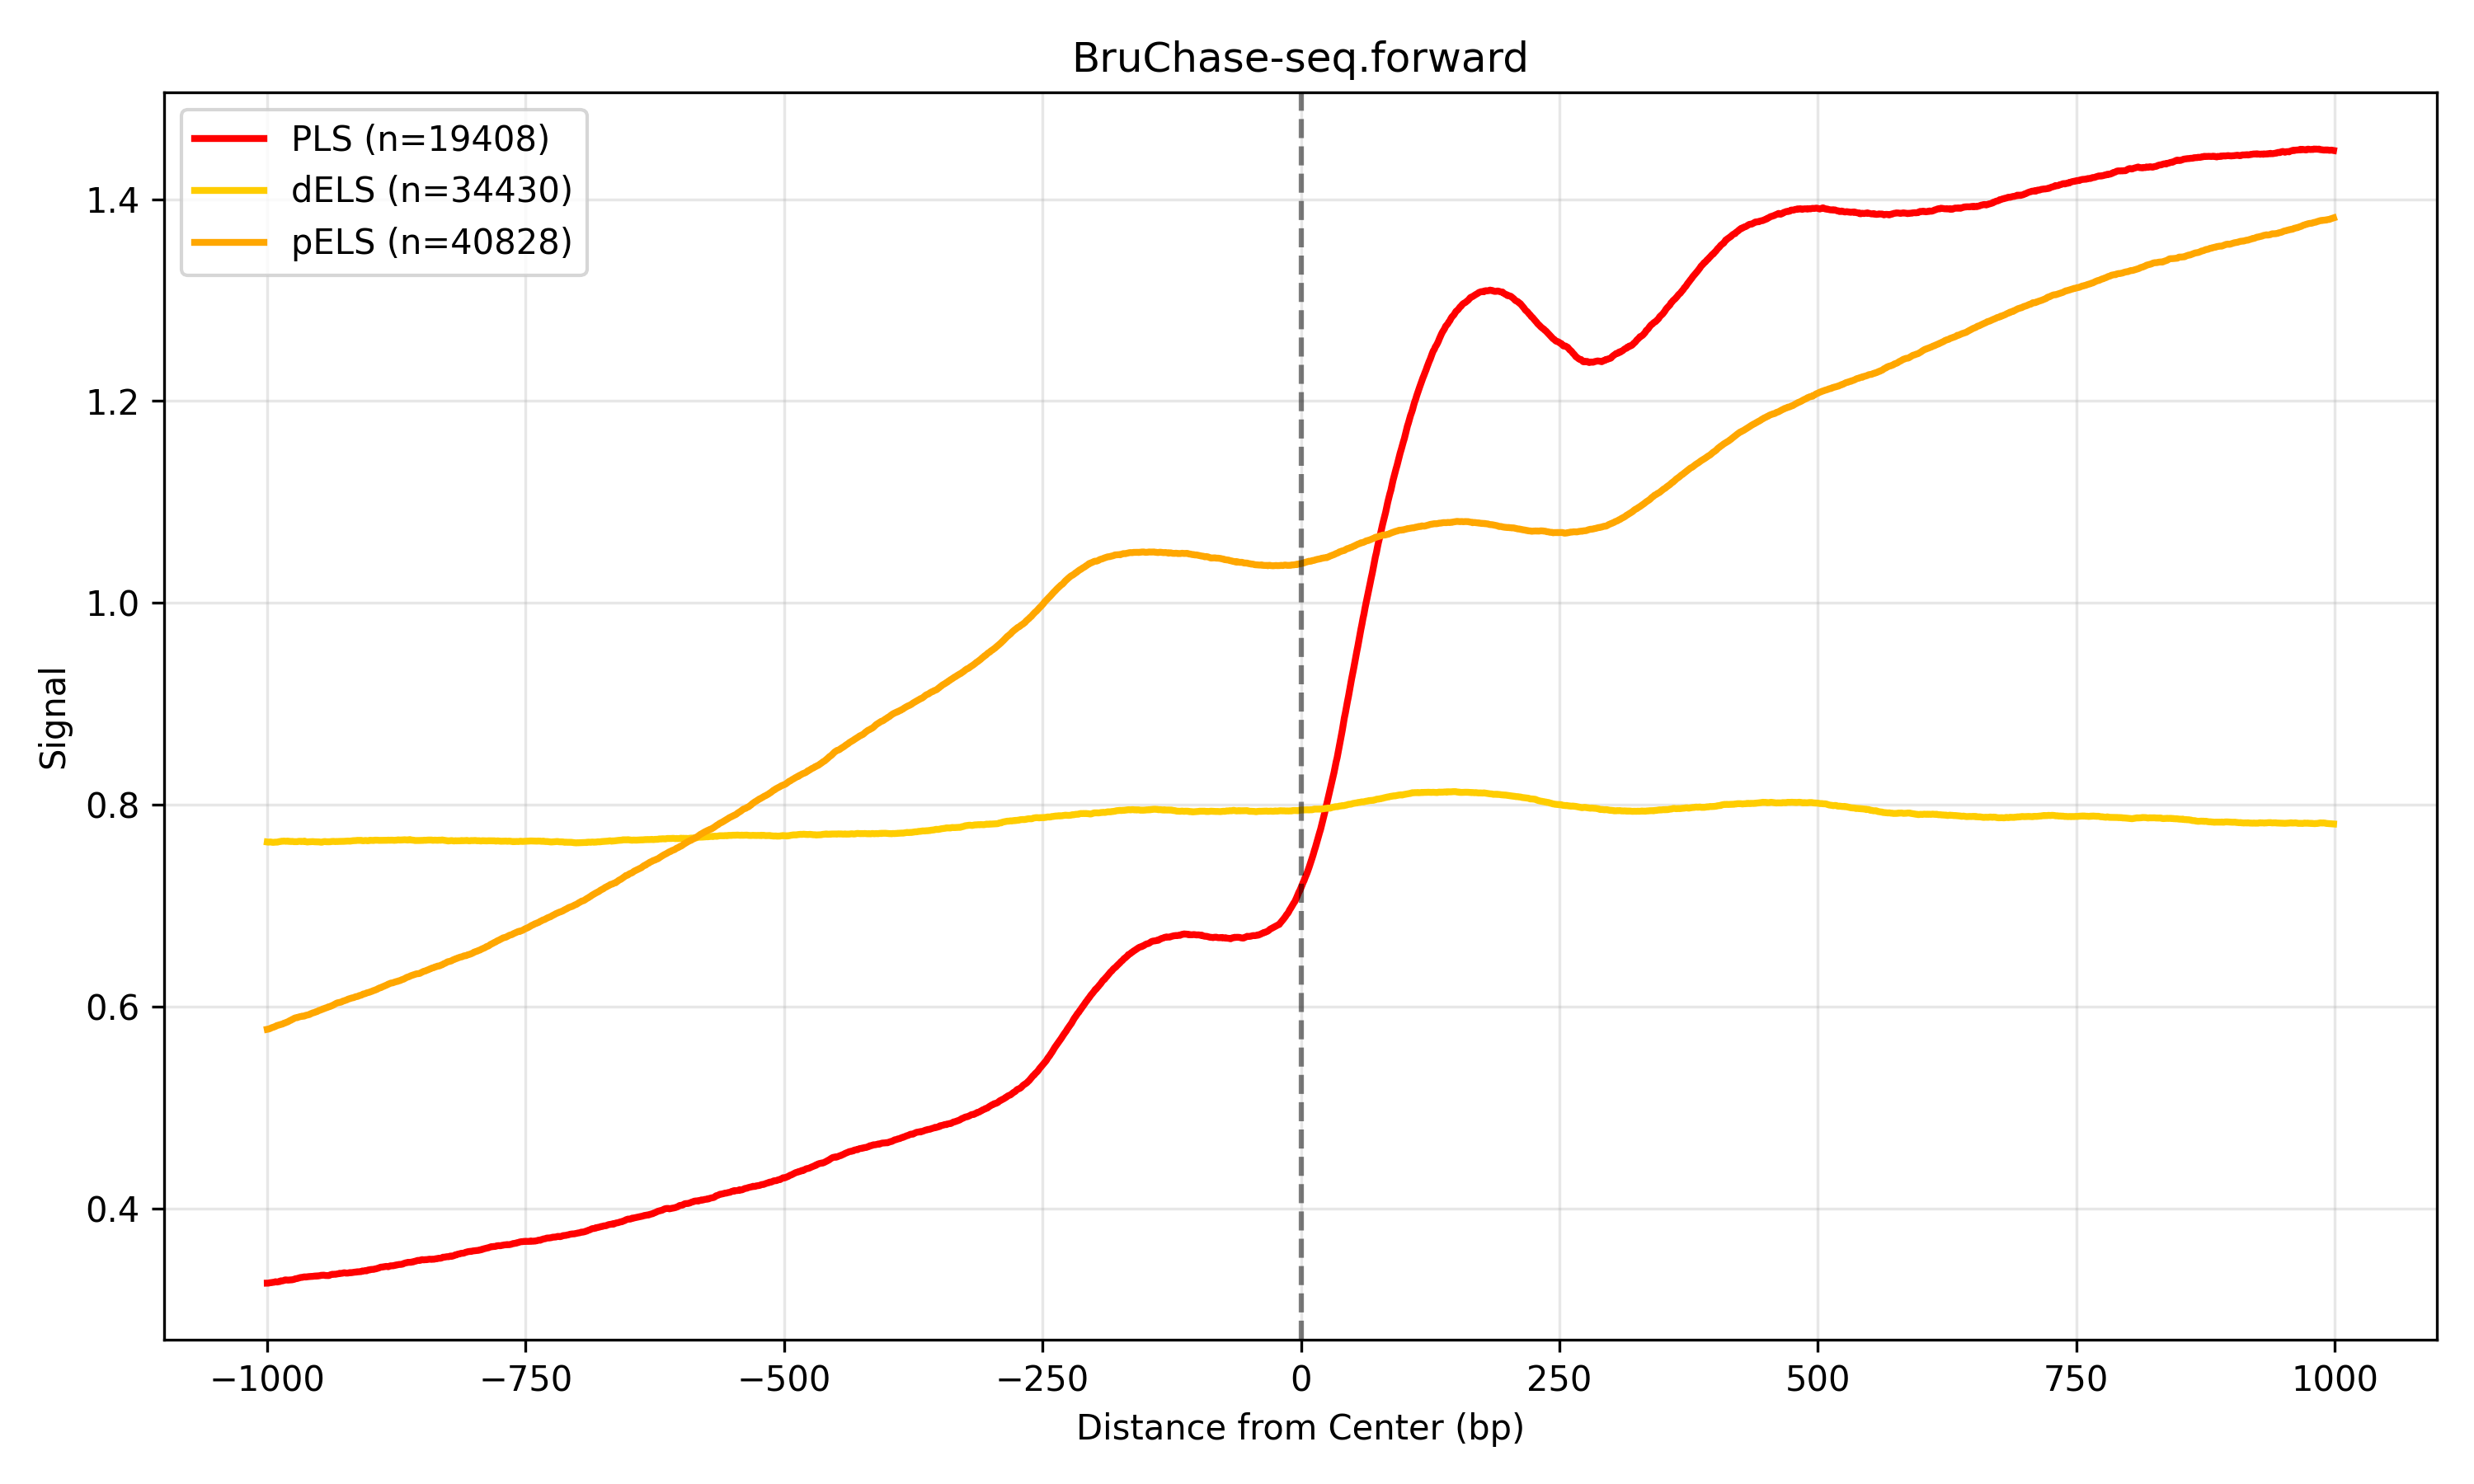 BruChase-seq.forward
PLS (n=19408)
dELS (n=34430)
pELS (n=40828)
1.4
1.2
1.0
0.8
0.6
0.4
Signal
−1000 −750 −500 −250 0 250 500 750 1000
Distance from Center (bp)